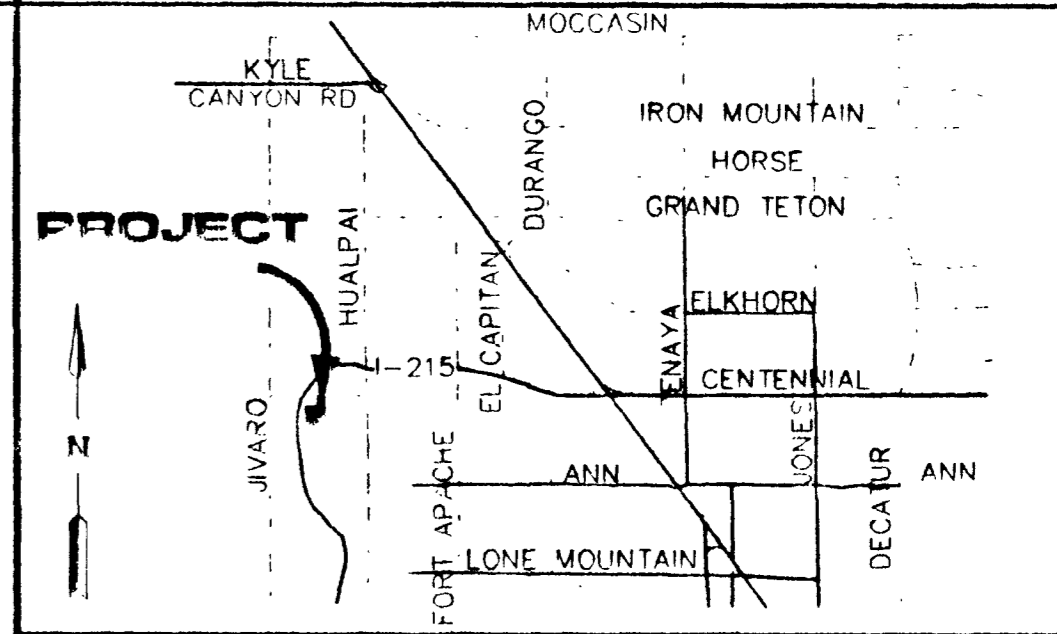 MOCCASIN
KYLE
CANYON RD
IRON MOUNTAIN
DURANGO
HORSE
GRAND TETON
PROJECT
HUALPAI
EL CAPITAN
ENAYA
ELKHORN
I-215
CENTENNIAL
JIVARO
N
FORT APACHE
ANN
JONES
DECATUR
ANN
LONE MOUNTAIN